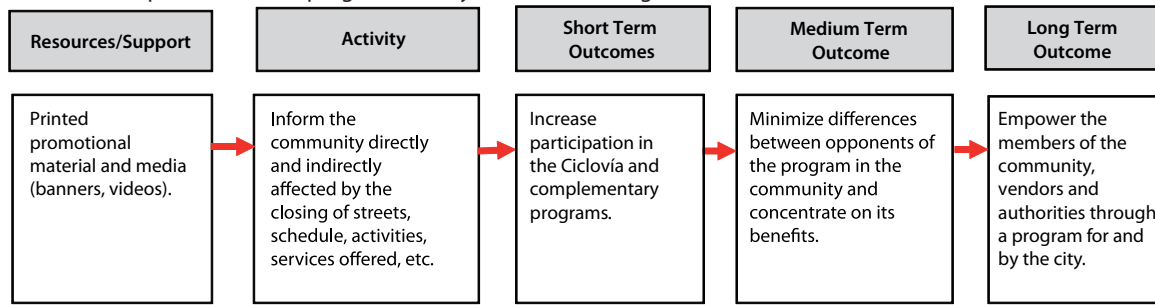 Resources/Support
Activity
Short Term
Outcomes
Medium Term
Outcome
Long Term
Outcome
Printed
promotional
material and media
(banners, videos).
Inform the
community directly
and indirectly
affected by the
closing of streets,
schedule, activities,
services offered, etc.
Increase
participation in
the Ciclovía and
complementary
programs.
Minimize differences
between opponents of
the program in the
community and
concentrate on its
benefits.
Empower the
members of the
community,
vendors and
authorities through
a program for and
by the city.